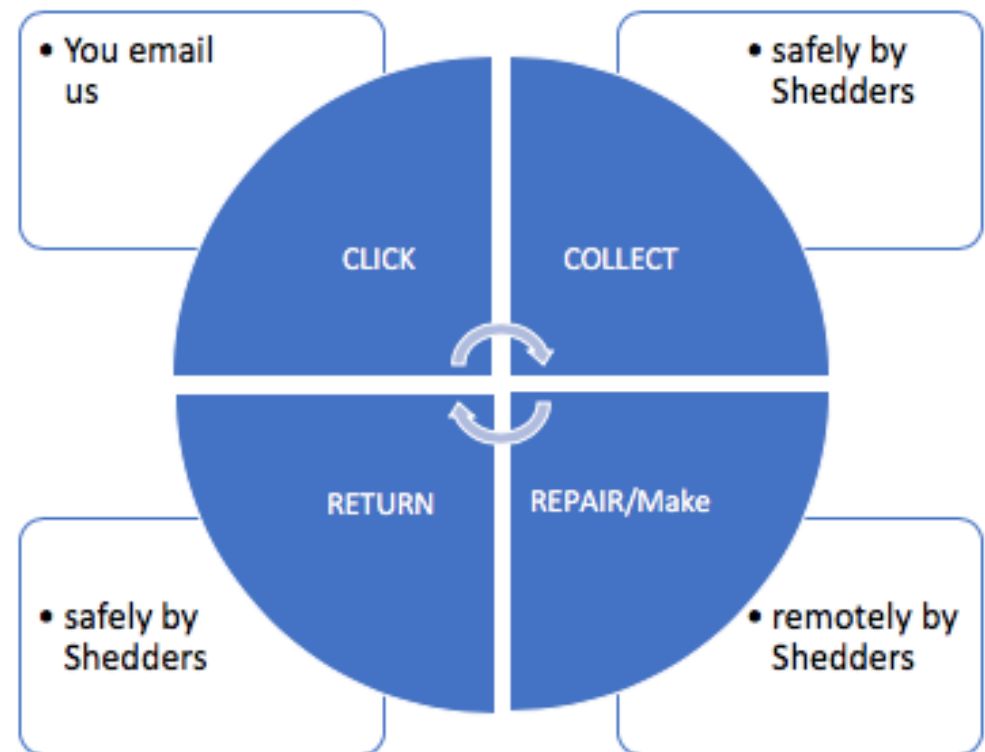 • You email
us
• safely by
Shedders
CLICK
COLLECT
RETURN
REPAIR/Make
• safely by
Shedders
• remotely by
Shedders